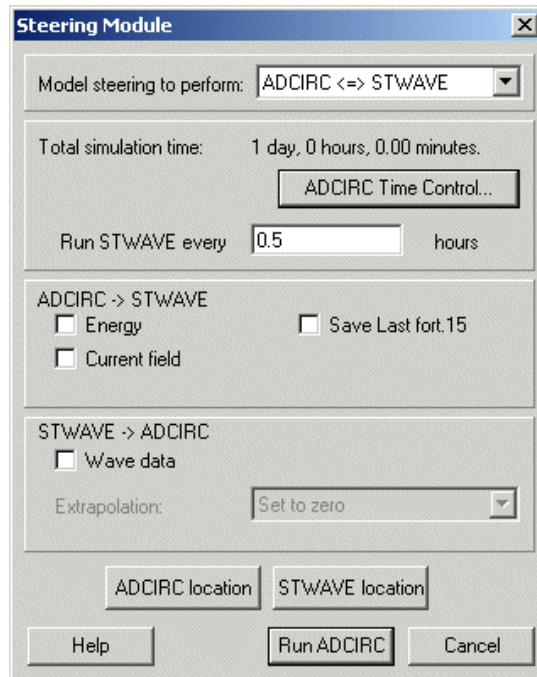 Steering Module
Model steering to perform: ADCIRC <=> STWAVE
Total simulation time: 1 day, 0 hours, 0.00 minutes.
ADCIRC Time Control...
Run STWAVE every 0.5 hours
ADCIRC -> STWAVE
Energy Save Last fort.15
Current field
STWAVE -> ADCIRC
Wave data
Extrapolation: Set to zero
ADCIRC location STWAVE location
Help Run ADCIRC Cancel